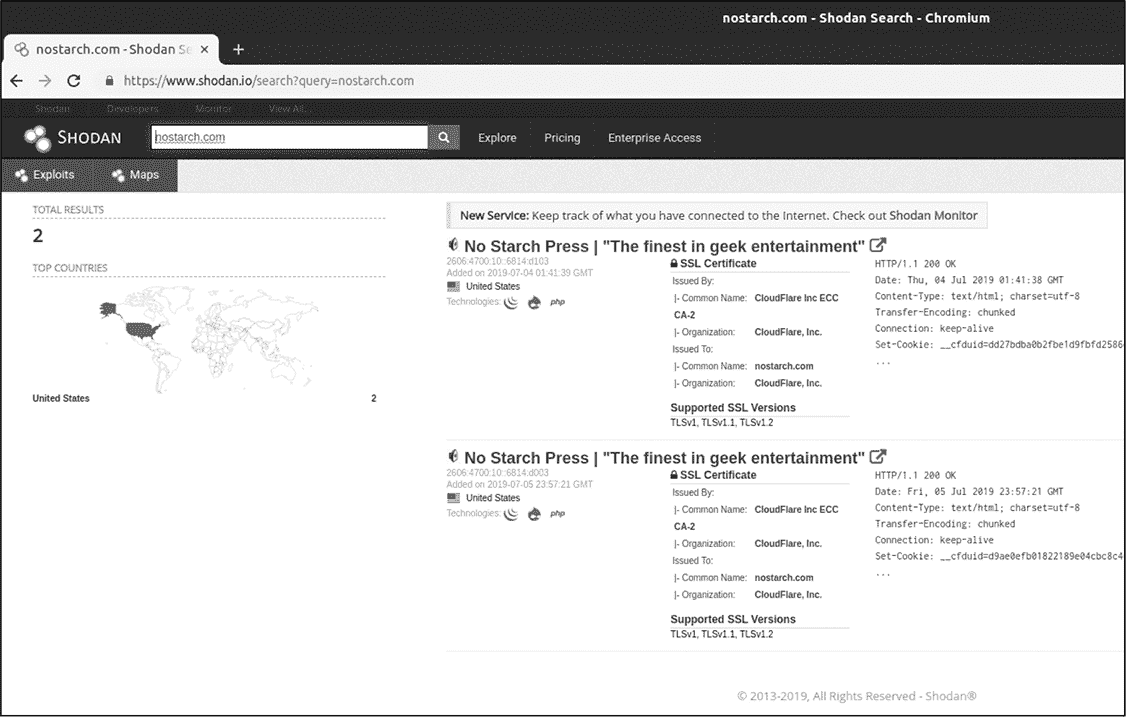 nostarch.com - Shodan Search - Chromium
nostarch.com - Shodan Se
https://www.shodan.io/search?query=nostarch.com
Shodan Developers Monitor View All...
SHODAN nostarch.com Explore Pricing Enterprise Access
Exploits Maps
TOTAL RESULTS
2
TOP COUNTRIES
United States 2
New Service: Keep track of what you have connected to the Internet. Check out Shodan Monitor
No Starch Press | "The finest in geek entertainment"
2606:4700:10::6814:d103
Added on 2019-07-04 01:41:39 GMT
United States
Technologies: php
SSL Certificate
Issued By:
|- Common Name: CloudFlare Inc ECC
CA-2
|- Organization: CloudFlare, Inc.
Issued To:
|- Common Name: nostarch.com
|- Organization: CloudFlare, Inc.
Supported SSL Versions
TLSv1, TLSv1.1, TLSv1.2
HTTP/1.1 200 OK
Date: Thu, 04 Jul 2019 01:41:38 GMT
Content-Type: text/html; charset=utf-8
Transfer-Encoding: chunked
Connection: keep-alive
Set-Cookie: __cfduid=dd27bdba0b2fbe1d9fbfd2586
...
No Starch Press | "The finest in geek entertainment"
2606:4700:10::6814:d003
Added on 2019-07-05 23:57:21 GMT
United States
Technologies: php
SSL Certificate
Issued By:
|- Common Name: CloudFlare Inc ECC
CA-2
|- Organization: CloudFlare, Inc.
Issued To:
|- Common Name: nostarch.com
|- Organization: CloudFlare, Inc.
Supported SSL Versions
TLSv1, TLSv1.1, TLSv1.2
HTTP/1.1 200 OK
Date: Fri, 05 Jul 2019 23:57:21 GMT
Content-Type: text/html; charset=utf-8
Transfer-Encoding: chunked
Connection: keep-alive
Set-Cookie: __cfduid=d9ae0efb01822189e04cbc8c4
...
© 2013-2019, All Rights Reserved - Shodan®